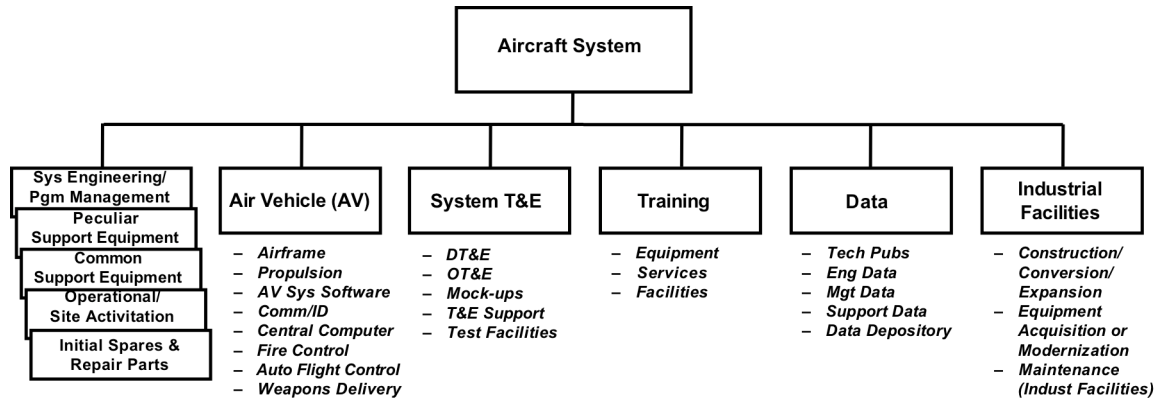 Aircraft System
Sys Engineering/
Pgm Management
Peculiar
Support Equipment
Common
Support Equipment
Operational/
Site Activitation
Initial Spares &
Repair Parts
Air Vehicle (AV)
– Airframe
– Propulsion
– AV Sys Software
– Comm/ID
– Central Computer
– Fire Control
– Auto Flight Control
– Weapons Delivery
System T&E
– DT&E
– OT&E
– Mock-ups
– T&E Support
– Test Facilities
Training
– Equipment
– Services
– Facilities
Data
– Tech Pubs
– Eng Data
– Mgt Data
– Support Data
– Data Depository
Industrial
Facilities
– Construction/
Conversion/
Expansion
– Equipment
Acquisition or
Modernization
– Maintenance
(Indust Facilities)